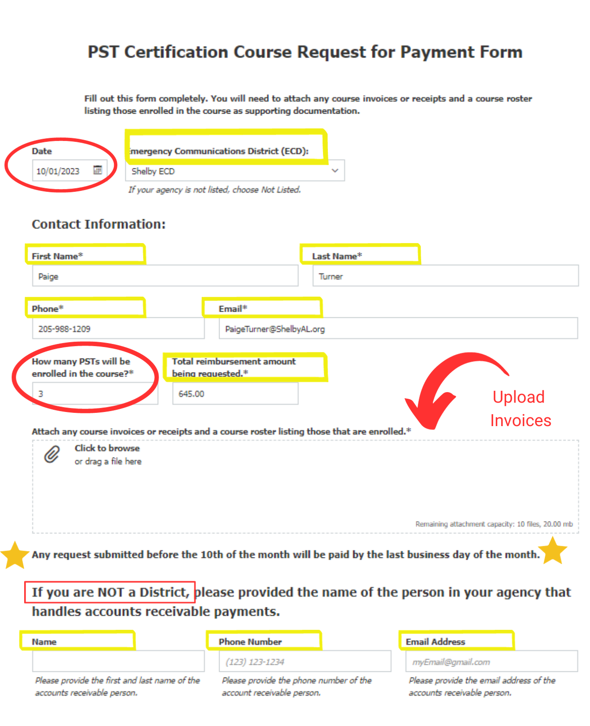 PST Certification Course Request for Payment Form
Fill out this form completely. You will need to attach any course invoices or receipts and a course roster
listing those enrolled in the course as supporting documentation.
Date
Emergency Communications District (ECD):
10/01/2023
Shelby ECD
If your agency is not listed, choose Not Listed.
Contact Information:
First Name*
Last Name*
Paige
Turner
Phone*
Email*
205-988-1209
PaigeTurner@ShelbyAL.org
How many PSTs will be
enrolled in the course?*
Total reimbursement amount
being requested.*
3
645.00
Upload
Invoices
Attach any course invoices or receipts and a course roster listing those that are enrolled.*
Click to browse
or drag a file here
Remaining attachment capacity: 10 files, 20.00 mb
Any request submitted before the 10th of the month will be paid by the last business day of the month.
If you are NOT a District, please provided the name of the person in your agency that
handles accounts receivable payments.
Name
Phone Number
Email Address
(123) 123-1234
myEmail@gmail.com
Please provide the first and last name of the
accounts receivable person.
Please provide the phone number of the
account receivable person.
Please provide the email address of the
accounts receivable person.